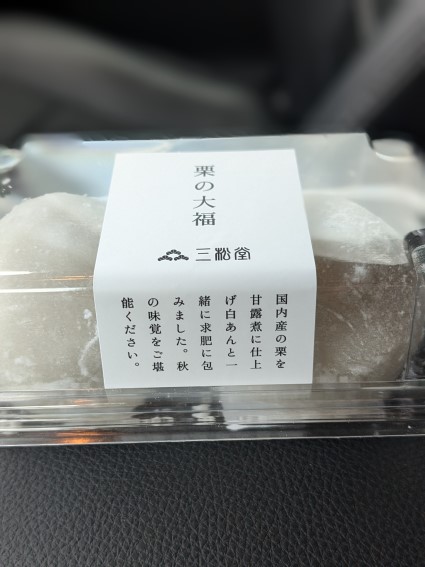 栗の大福
三松堂
国内産の栗を
甘露煮に仕上
げ白あんと一
緒に求肥に包
みました。秋
の味覚をご堪
能ください。